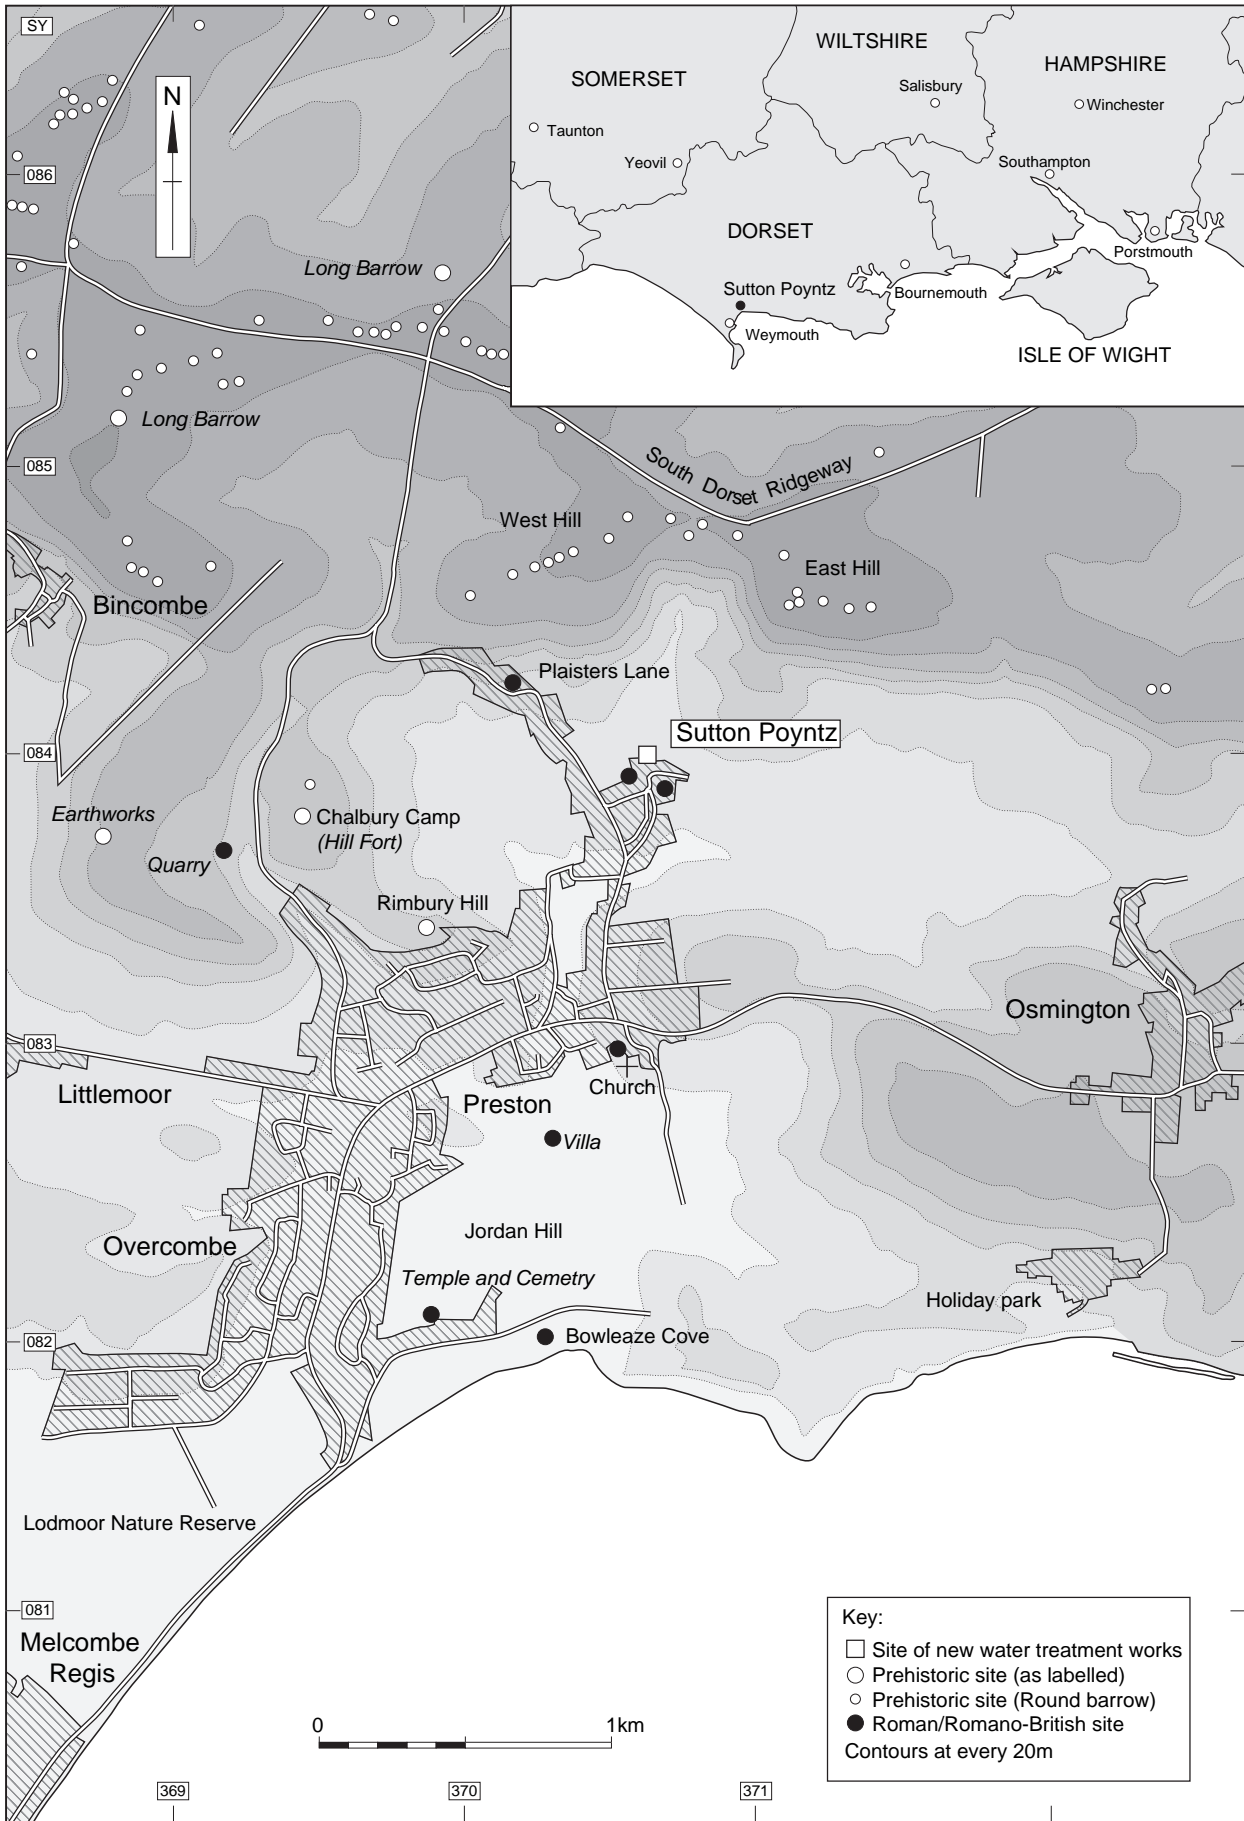 SY
N
086
Long Barrow
Long Barrow
085
South Dorset Ridgeway
West Hill
East Hill
Bincombe
Plaisters Lane
Sutton Poyntz
084
Earthworks
Chalbury Camp
(Hill Fort)
Quarry
Rimbury Hill
Osmington
083
Church
Littlemoor
Preston
Villa
Jordan Hill
Overcombe
Temple and Cemetry
Holiday park
Bowleaze Cove
082
Lodmoor Nature Reserve
081
Melcombe
Regis
0
1km
369
370
371
WILTSHIRE
SOMERSET
HAMPSHIRE
Salisbury
Winchester
Taunton
Yeovil
Southampton
DORSET
Porstmouth
Sutton Poyntz
Bournemouth
Weymouth
ISLE OF WIGHT
Key:
Site of new water treatment works
Prehistoric site (as labelled)
Prehistoric site (Round barrow)
Roman/Romano-British site
Contours at every 20m